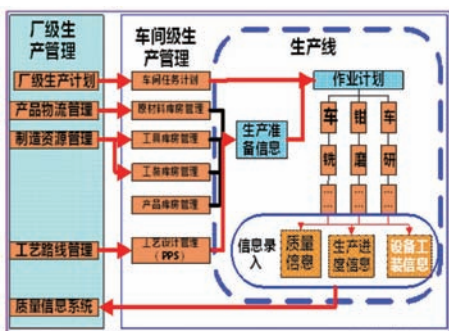 厂级生
产管理
厂级生产计划
产品物流管理
制造资源管理
工艺路线管理
质量信息系统
车间级生
产管理
车间任务计划
原材料库房管理
工具库房管理
工装库房管理
产品库房管理
工艺设计管理
（PPS）
生产线
生产准
备信息
作业计划
车 钳 车
铣 磨 研
…… …… ……
信息录
入
质量
信息
生产进
度信息
设备工
装信息